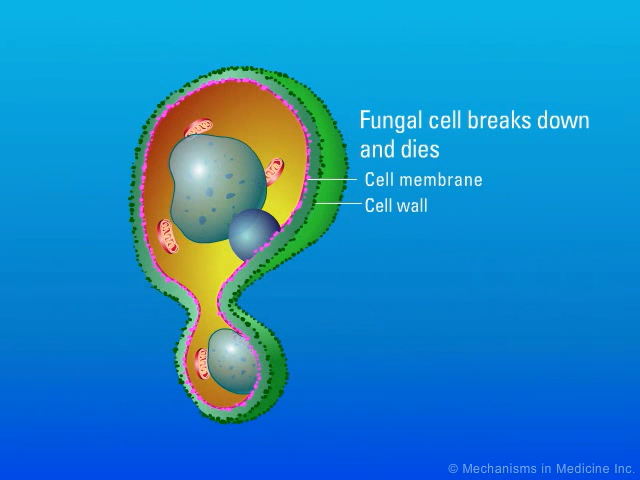 Fungal cell breaks down
and dies
Cell membrane
Cell wall
© Mechanisms in Medicine Inc.